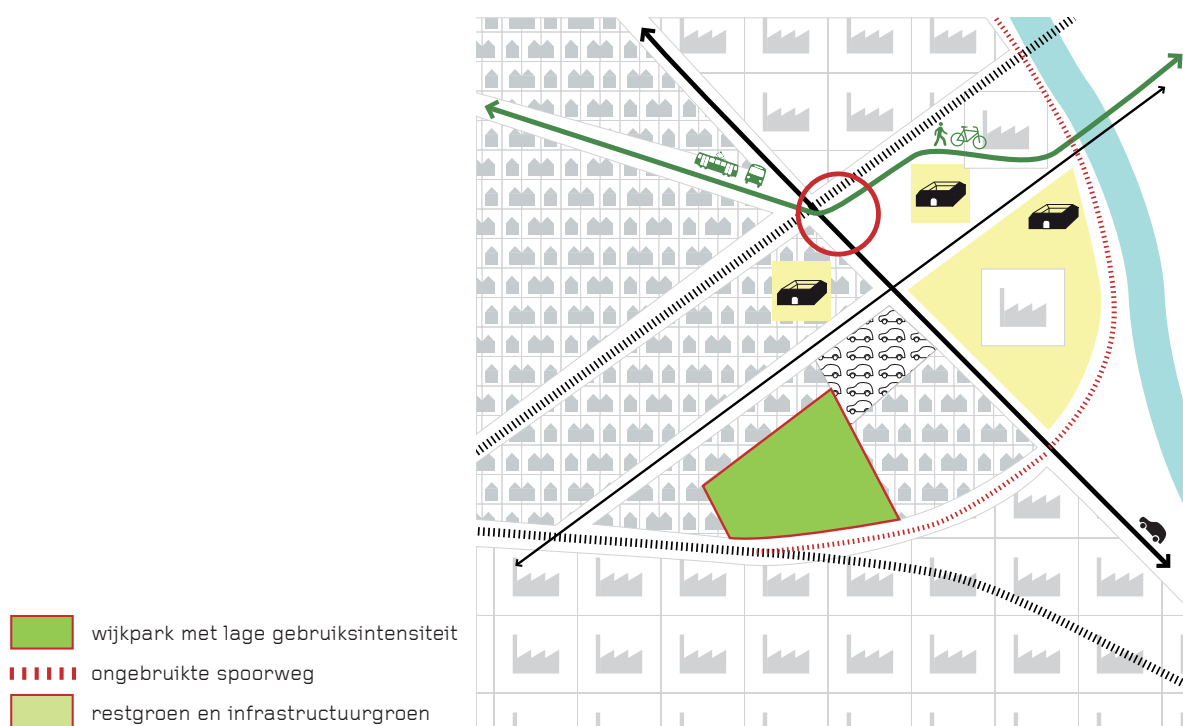 wijkpark met lage gebruiksintensiteit
ongebruikte spoorweg
restgroen en infrastructuurgroen